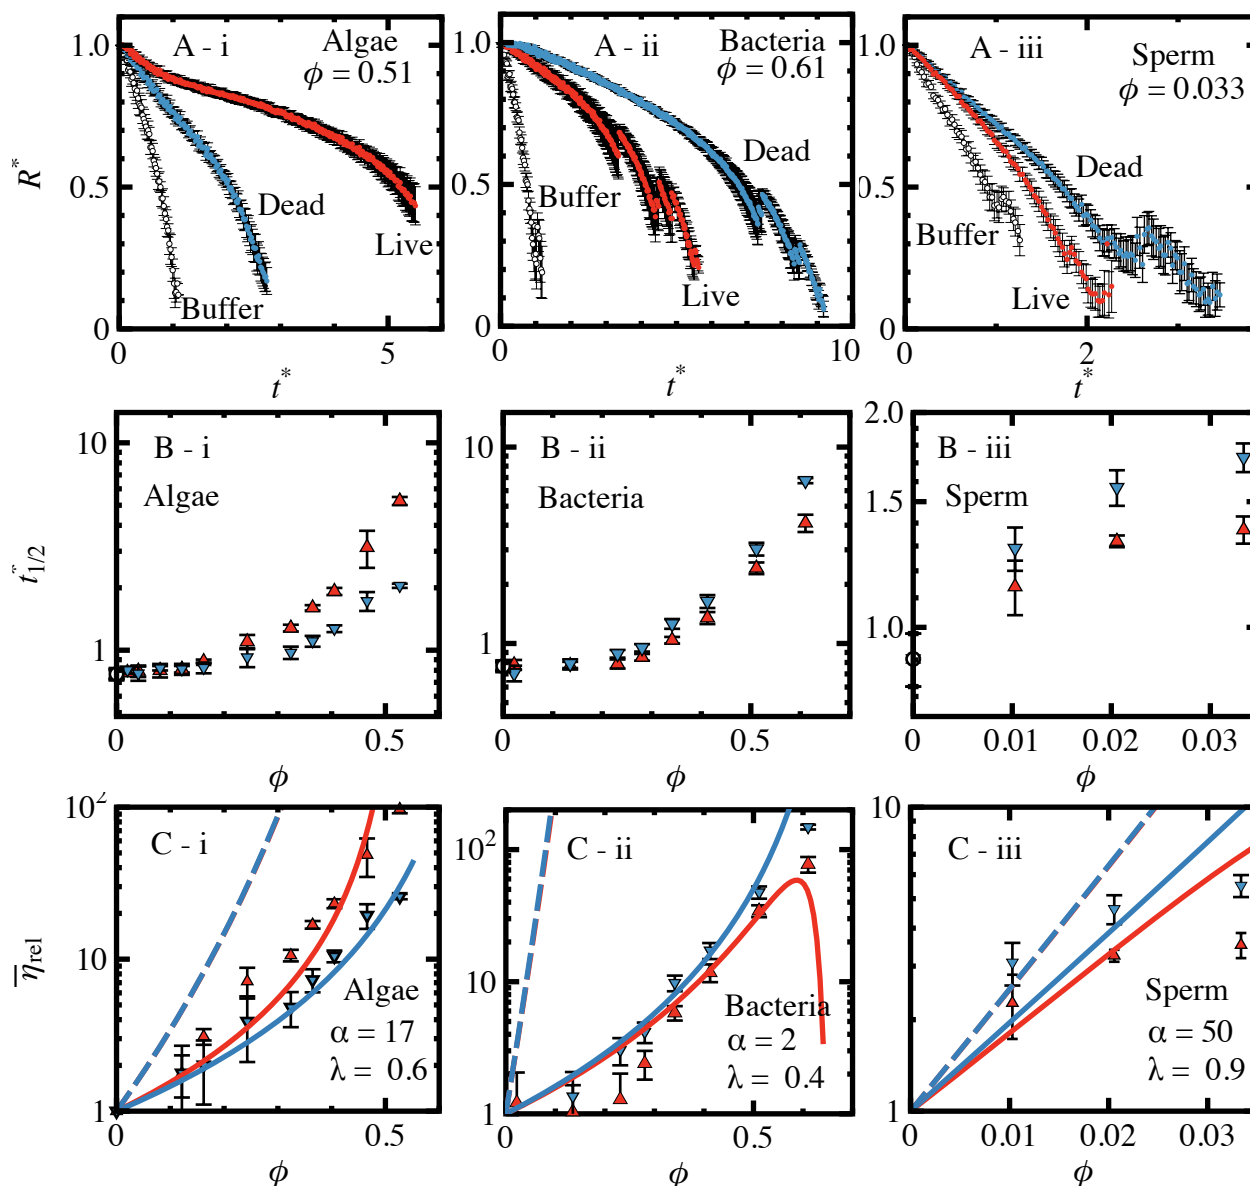 A - i
Algae
ϕ = 0.51
1.0
0.5
0
R*
Dead
Live
Buffer
0
5
t*
A - ii
Bacteria
ϕ = 0.61
1.0
0.5
0
Dead
Buffer
Live
0
10
t*
A - iii
Sperm
ϕ = 0.033
1.0
0.5
0
Dead
Buffer
Live
0
2
t*
B - i
Algae
10
1
t*1/2
0
0.5
ϕ
B - ii
Bacteria
10
1
0
0.5
ϕ
B - iii
Sperm
2.0
1.5
1.0
0
0.01
0.02
0.03
ϕ
C - i
10²
10
1
η̅rel
Algae
α = 17
λ = 0.6
0
0.5
ϕ
C - ii
10²
10
1
Bacteria
α = 2
λ = 0.4
0
0.5
ϕ
C - iii
10
1
Sperm
α = 50
λ = 0.9
0
0.01
0.02
0.03
ϕ